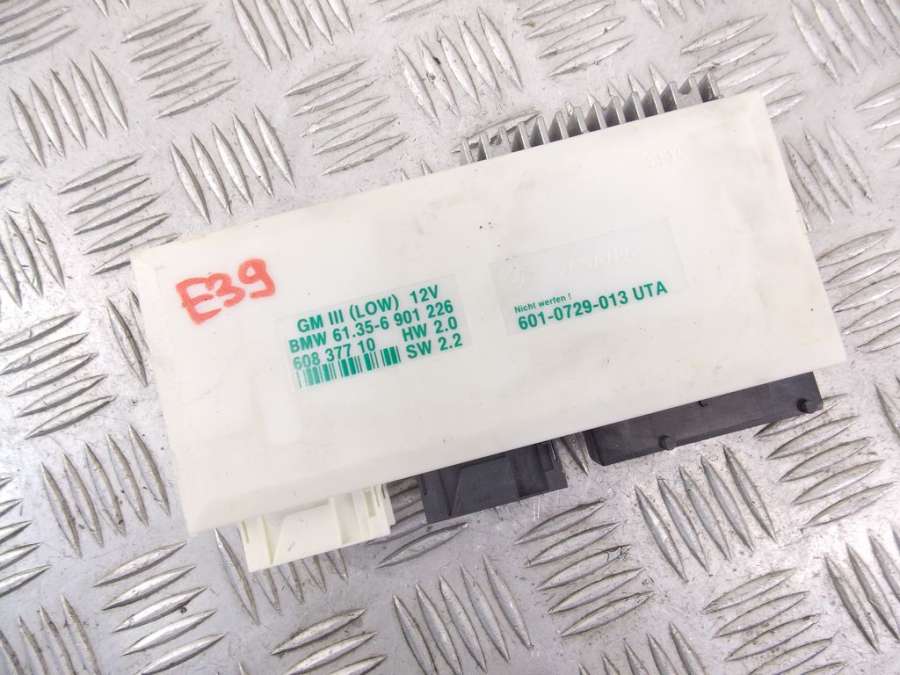 E39
GM III (LOW) 12V
BMW 61.35-6 901 226
608 377 10 HW 2.0
SW 2.2
Nicht werfen !
601-0729-013 UTA